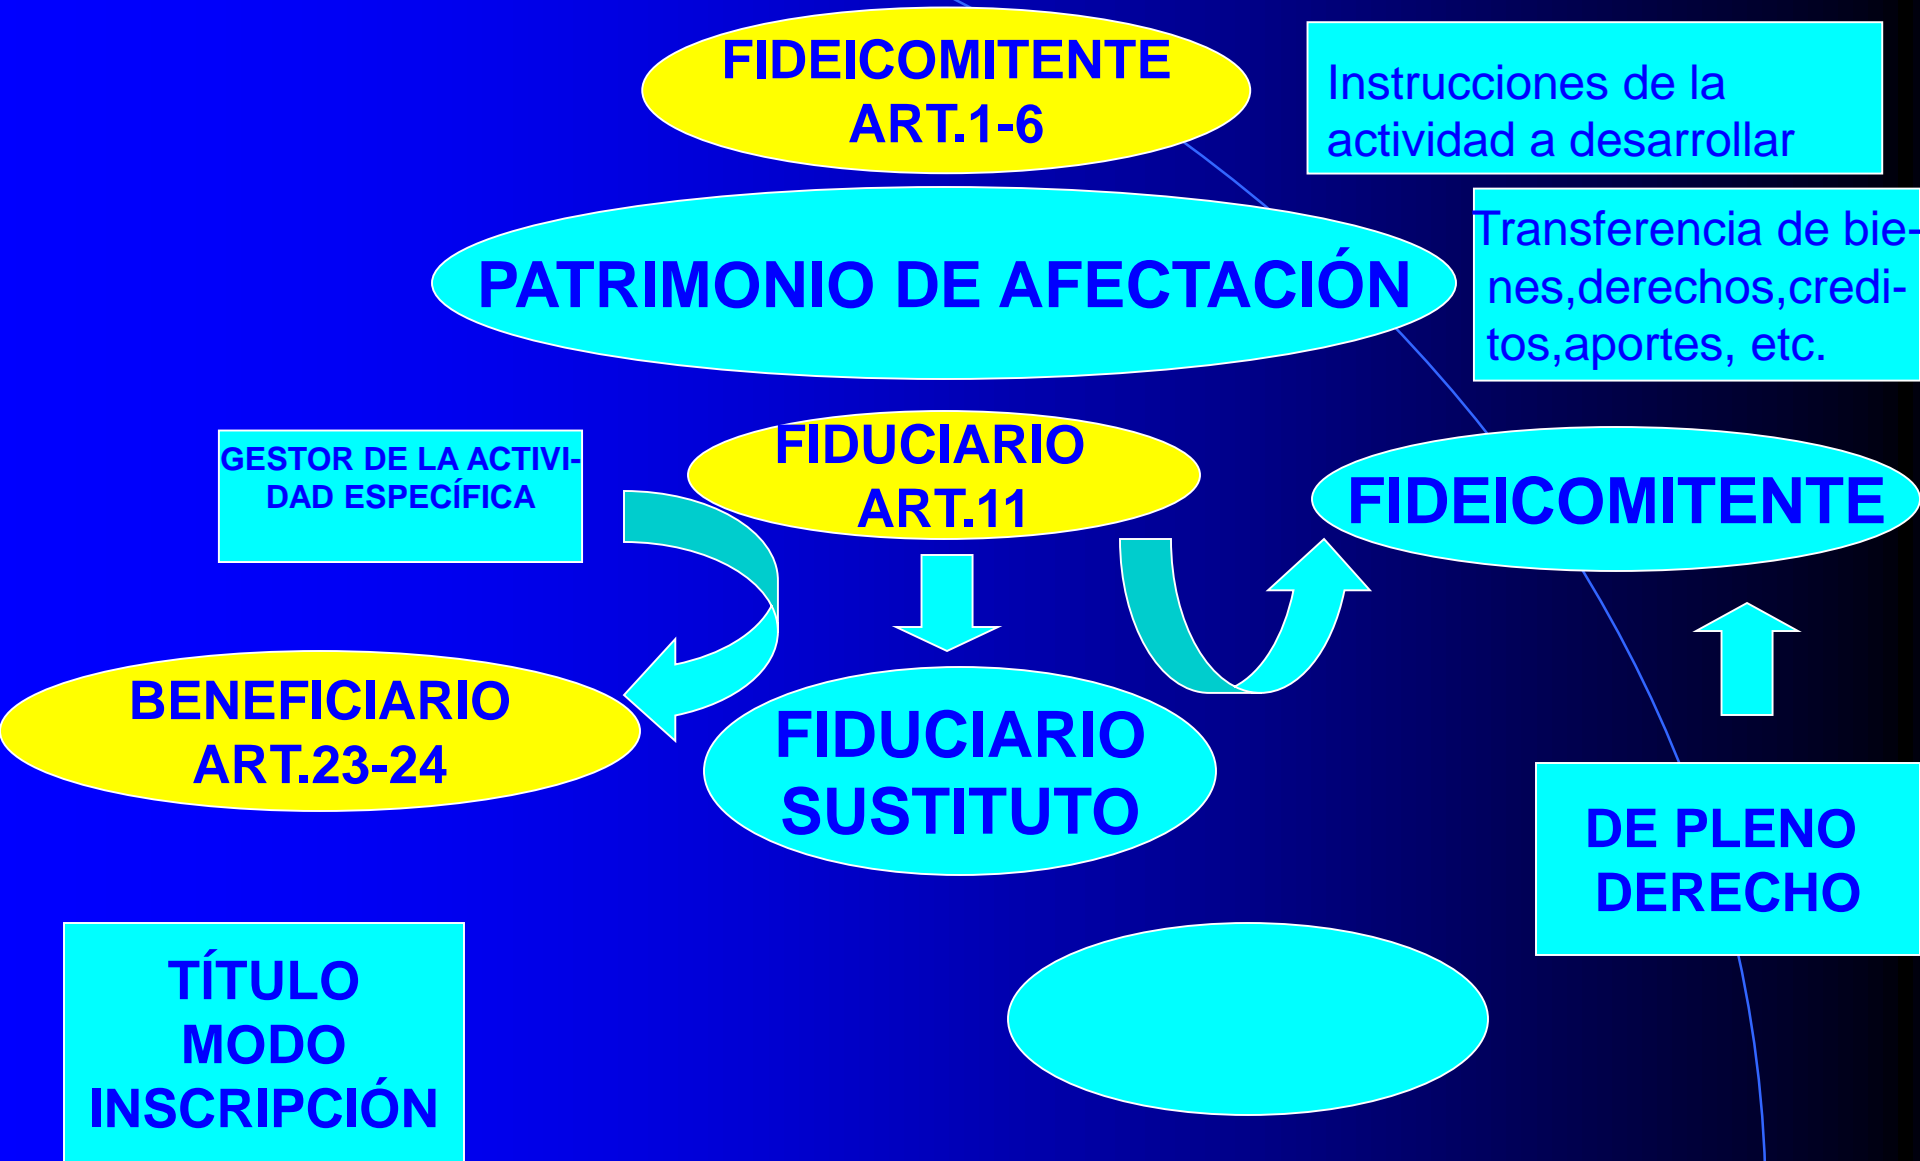 FIDEICOMITENTE
ART.1-6
Instrucciones de la
actividad a desarrollar
PATRIMONIO DE AFECTACIÓN
Transferencia de bie-
nes,derechos,credi-
tos,aportes, etc.
GESTOR DE LA ACTIVI-
DAD ESPECÍFICA
FIDUCIARIO
ART.11
FIDEICOMITENTE
BENEFICIARIO
ART.23-24
FIDUCIARIO
SUSTITUTO
DE PLENO
DERECHO
TÍTULO
MODO
INSCRIPCIÓN